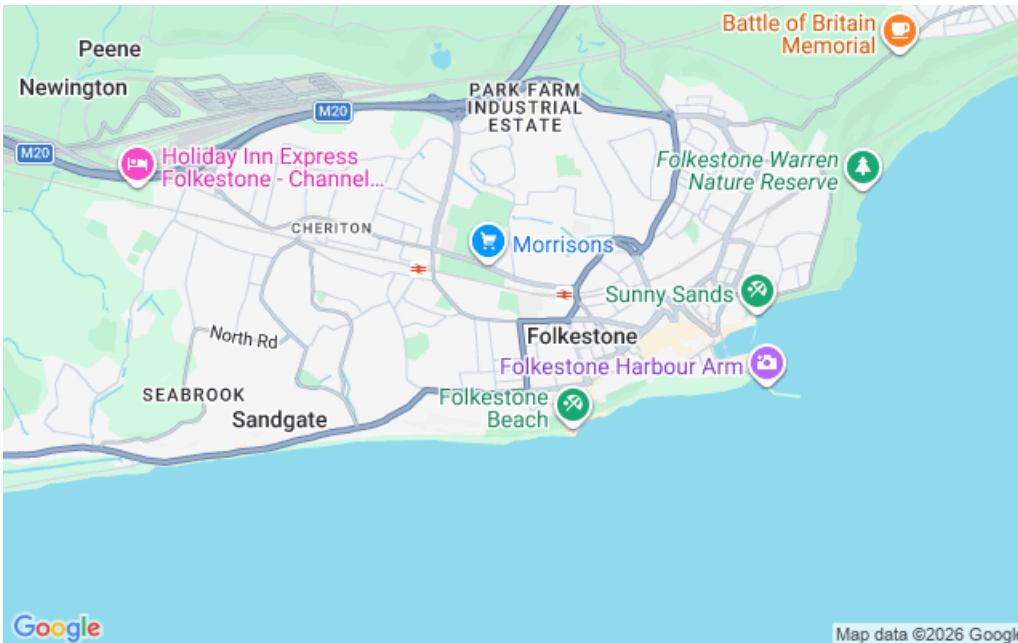 Battle of Britain
Memorial
Peene
Newington
PARK FARM
INDUSTRIAL
ESTATE
M20
M20
Holiday Inn Express
Folkestone - Channel...
Folkestone Warren
Nature Reserve
CHERITON
Morrisons
Sunny Sands
North Rd
Folkestone
Folkestone Harbour Arm
SEABROOK
Sandgate
Folkestone
Beach
Google
Map data ©2026 Google